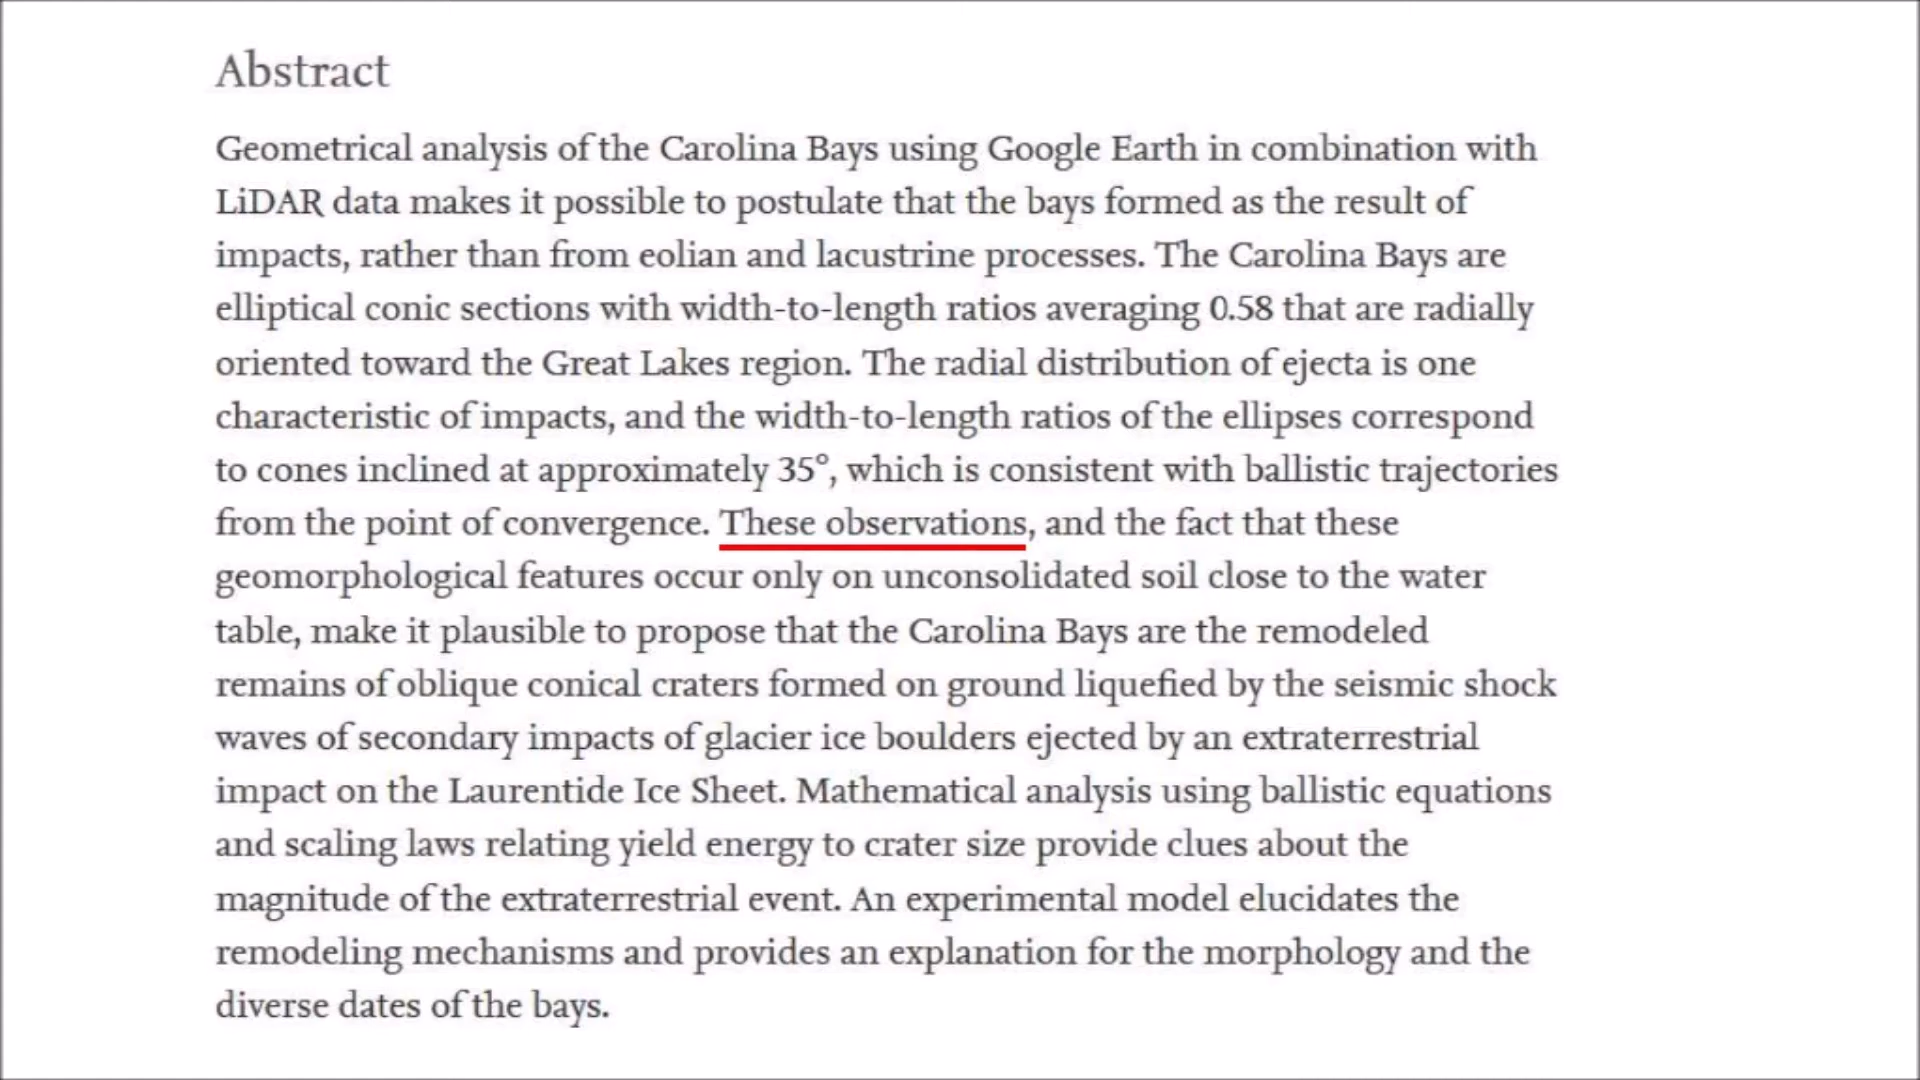 Abstract
Geometrical analysis of the Carolina Bays using Google Earth in combination with
LiDAR data makes it possible to postulate that the bays formed as the result of
impacts, rather than from eolian and lacustrine processes. The Carolina Bays are
elliptical conic sections with width-to-length ratios averaging 0.58 that are radially
oriented toward the Great Lakes region. The radial distribution of ejecta is one
characteristic of impacts, and the width-to-length ratios of the ellipses correspond
to cones inclined at approximately 35°, which is consistent with ballistic trajectories
from the point of convergence. These observations, and the fact that these
geomorphological features occur only on unconsolidated soil close to the water
table, make it plausible to propose that the Carolina Bays are the remodeled
remains of oblique conical craters formed on ground liquefied by the seismic shock
waves of secondary impacts of glacier ice boulders ejected by an extraterrestrial
impact on the Laurentide Ice Sheet. Mathematical analysis using ballistic equations
and scaling laws relating yield energy to crater size provide clues about the
magnitude of the extraterrestrial event. An experimental model elucidates the
remodeling mechanisms and provides an explanation for the morphology and the
diverse dates of the bays.